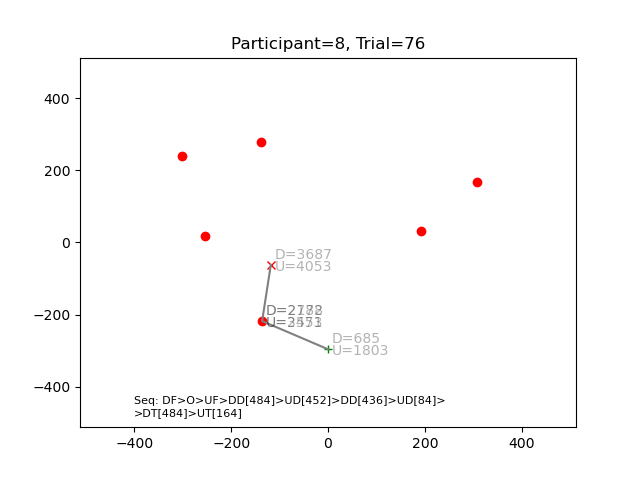 Participant=8, Trial=76
400
200
0
−200
−400
D=3687
U=4053
D=685
U=1803
Seq: DF>O>UF>DD[484]>UD[452]>DD[436]>UD[84]>
>DT[484]>UT[164]
−400
−200
0
200
400